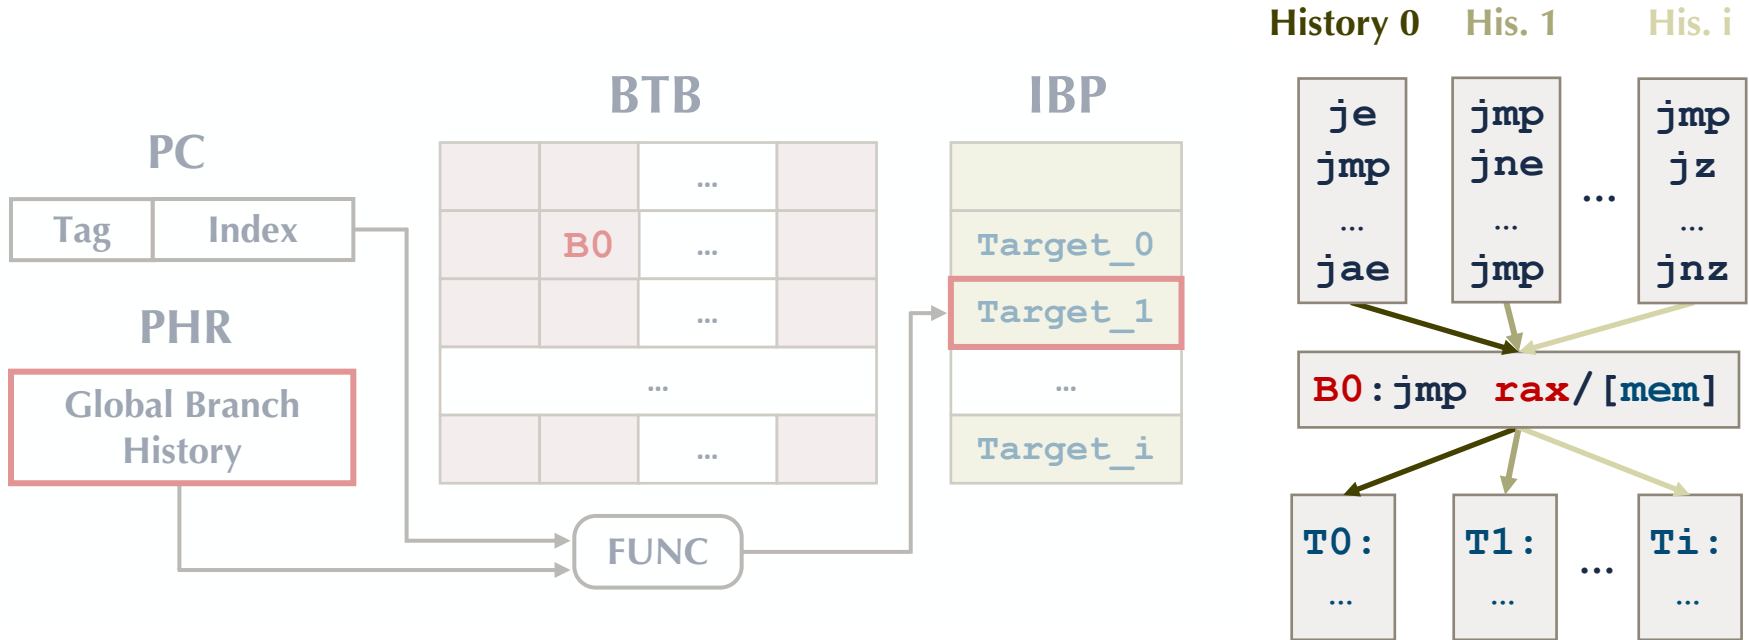 History 0
His. 1
His. i
BTB
IBP
PC
Tag
Index
PHR
Global Branch
History
...
B0
...
...
...
...
FUNC
Target_0
Target_1
...
Target_i
je
jmp
...
jae
jmp
jne
...
jmp
...
jmp
jz
...
jnz
B0:jmp rax/[mem]
T0:
...
T1:
...
...
Ti:
...